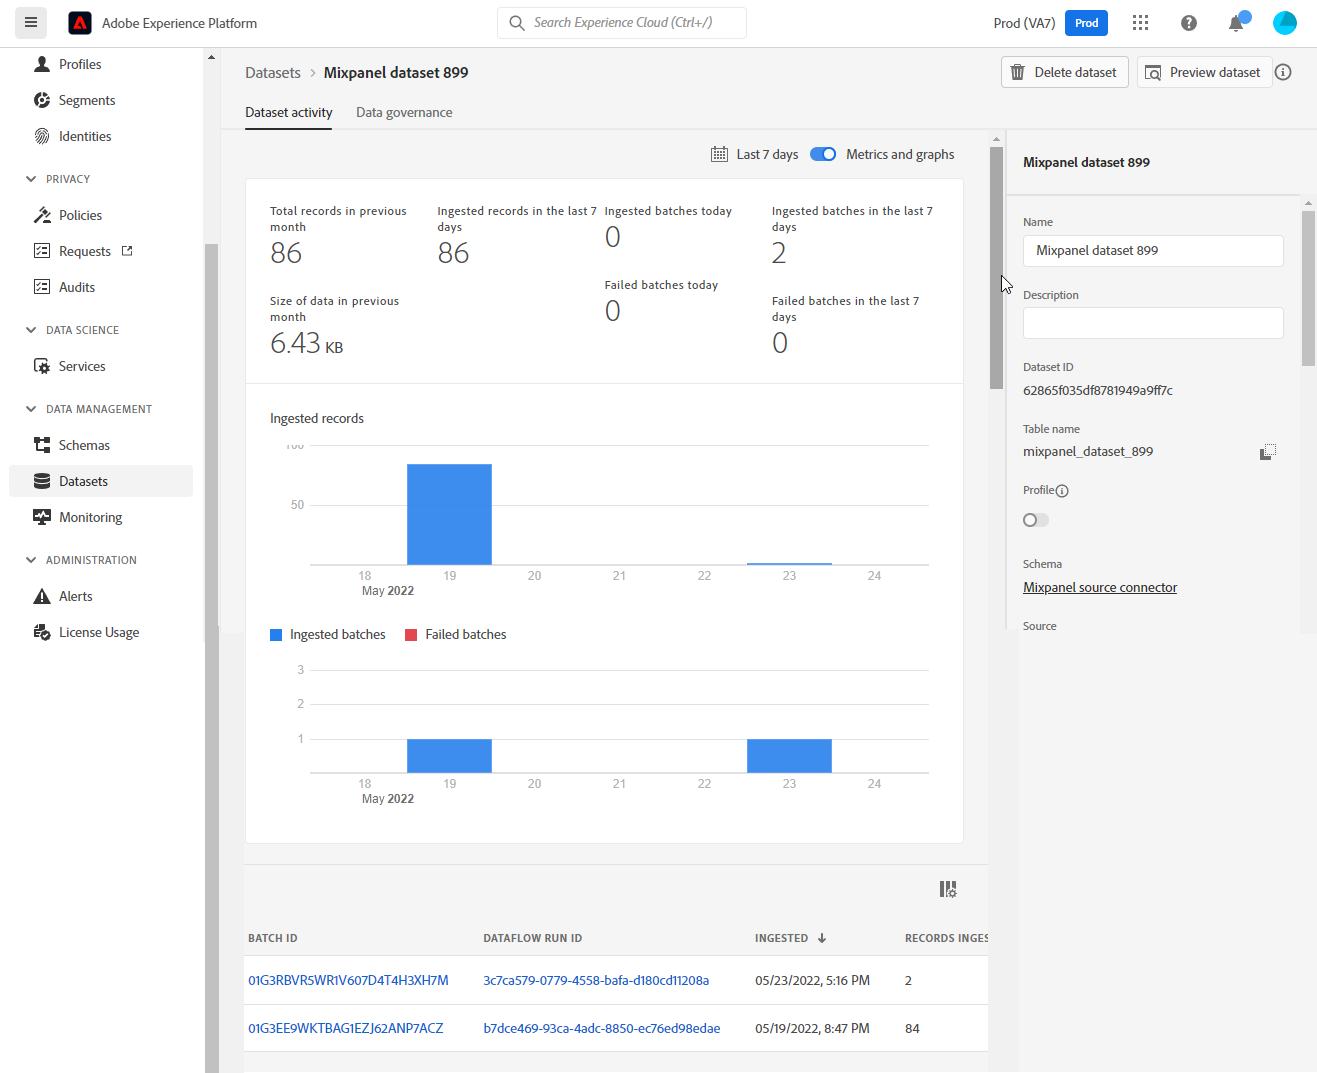 Adobe Experience Platform
Search Experience Cloud (Ctrl+/)
Prod (VA7)
Prod
Profiles
Segments
Identities
PRIVACY
Policies
Requests
Audits
DATA SCIENCE
Services
DATA MANAGEMENT
Schemas
Datasets
Monitoring
ADMINISTRATION
Alerts
License Usage
Datasets > Mixpanel dataset 899
Delete dataset
Preview dataset
Dataset activity
Data governance
Last 7 days
Metrics and graphs
Total records in previous
month
86
Ingested records in the last 7
days
86
Ingested batches today
0
Ingested batches in the last 7
days
2
Size of data in previous
month
6.43 KB
Failed batches today
0
Failed batches in the last 7
days
0
Ingested records
100
50
18 19 20 21 22 23 24
May 2022
Ingested batches
Failed batches
3
2
1
18 19 20 21 22 23 24
May 2022
BATCH ID DATAFLOW RUN ID INGESTED RECORDS INGES
01G3RBVR5WR1V607D4T4H3XH7M 3c7ca579-0779-4558-bafa-d180cd11208a 05/23/2022, 5:16 PM 2
01G3EE9WKTBAG1EZJ62ANP7ACZ b7dce469-93ca-4adc-8850-ec76ed98edae 05/19/2022, 8:47 PM 84
Mixpanel dataset 899
Name
Mixpanel dataset 899
Description
Dataset ID
62865f035df8781949a9ff7c
Table name
mixpanel_dataset_899
Profile
Schema
Mixpanel source connector
Source